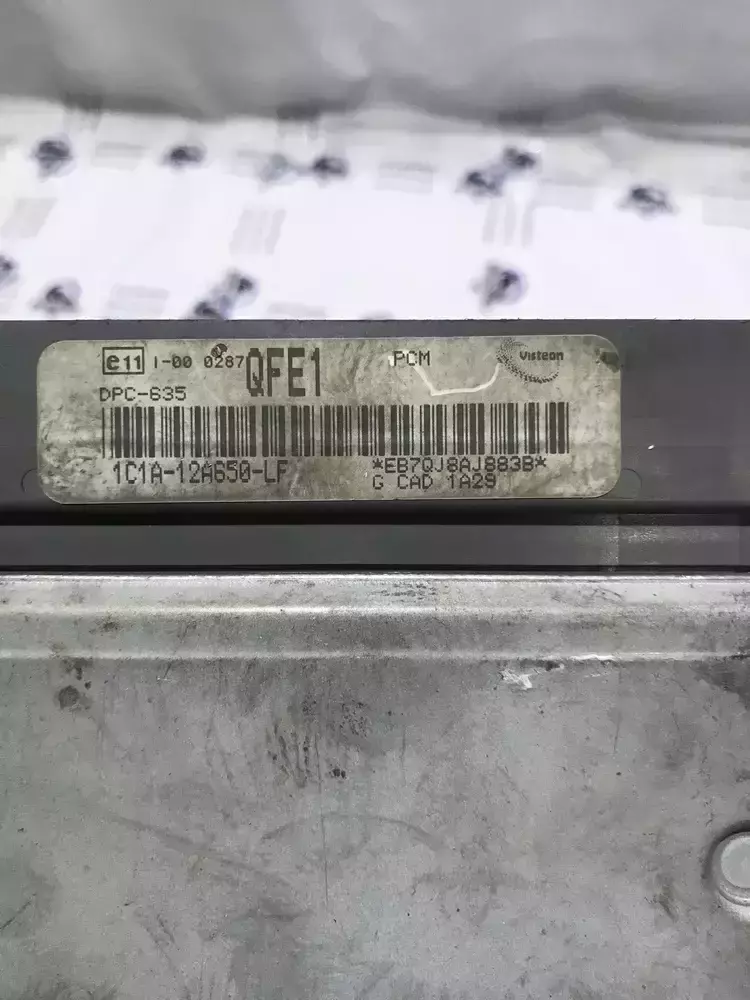 e11 I-00 0287 QFE1 PCM Visteon
DPC-635
1C1A-12A650-LF *EB7QJ8AJ883B*
G CAD 1A29